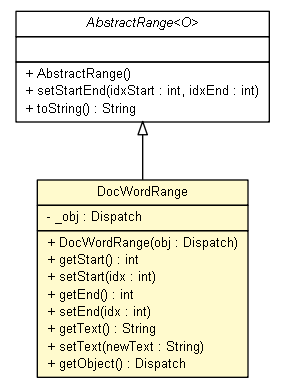 AbstractRange<O>
+ AbstractRange()
+ setStartEnd(idxStart : int, idxEnd : int)
+ toString() : String
DocWordRange
- _obj : Dispatch
+ DocWordRange(obj : Dispatch)
+ getStart() : int
+ setStart(idx : int)
+ getEnd() : int
+ setEnd(idx : int)
+ getText() : String
+ setText(newText : String)
+ getObject() : Dispatch